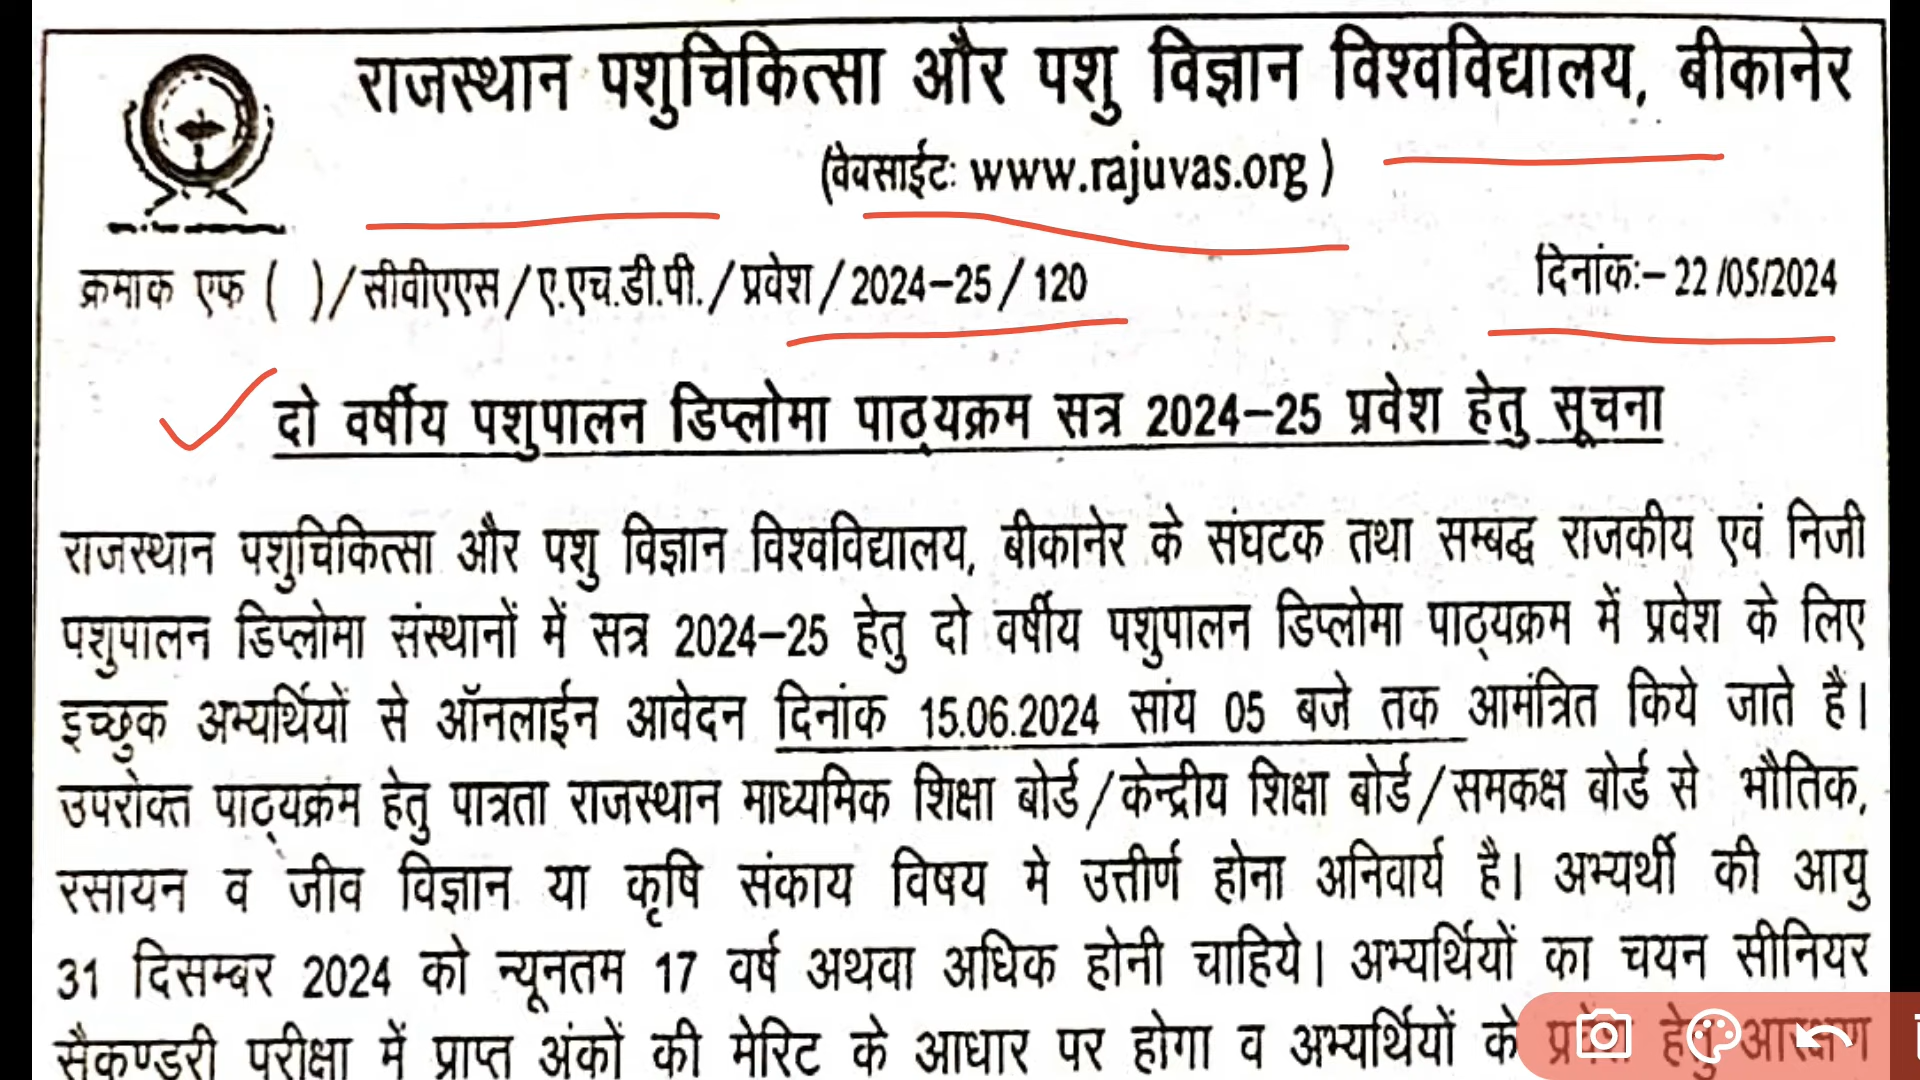 राजस्थान पशुचिकित्सा और पशु विज्ञान विश्वविद्यालय, बीकानेर
(वेबसाईट: www.rajuvas.org )
क्रमाक एफ ( )/सीवीएएस/ए.एच.डी.पी./प्रवेश/2024-25/120 दिनांक:-22/05/2024
दो वर्षीय पशुपालन डिप्लोमा पाठ्यक्रम सत्र 2024-25 प्रवेश हेतु सूचना
राजस्थान पशुचिकित्सा और पशु विज्ञान विश्वविद्यालय, बीकानेर के संघटक तथा सम्बद्ध राजकीय एवं निजी
पशुपालन डिप्लोमा संस्थानों में सत्र 2024-25 हेतु दो वर्षीय पशुपालन डिप्लोमा पाठ्यक्रम में प्रवेश के लिए
इच्छुक अभ्यर्थियों से ऑनलाईन आवेदन दिनांक 15.06.2024 सांय 05 बजे तक आमंत्रित किये जाते हैं।
उपरोक्त पाठ्यक्रम हेतु पात्रता राजस्थान माध्यमिक शिक्षा बोर्ड/केन्द्रीय शिक्षा बोर्ड/समकक्ष बोर्ड से भौतिक,
रसायन व जीव विज्ञान या कृषि संकाय विषय मे उत्तीर्ण होना अनिवार्य है। अभ्यर्थी की आयु
31 दिसम्बर 2024 को न्यूनतम 17 वर्ष अथवा अधिक होनी चाहिये। अभ्यर्थियों का चयन सीनियर
सैकण्डरी परीक्षा में प्राप्त अंकों की मेरिट के आधार पर होगा व अभ्यर्थियों के प्रवेश हेतु आरक्षण